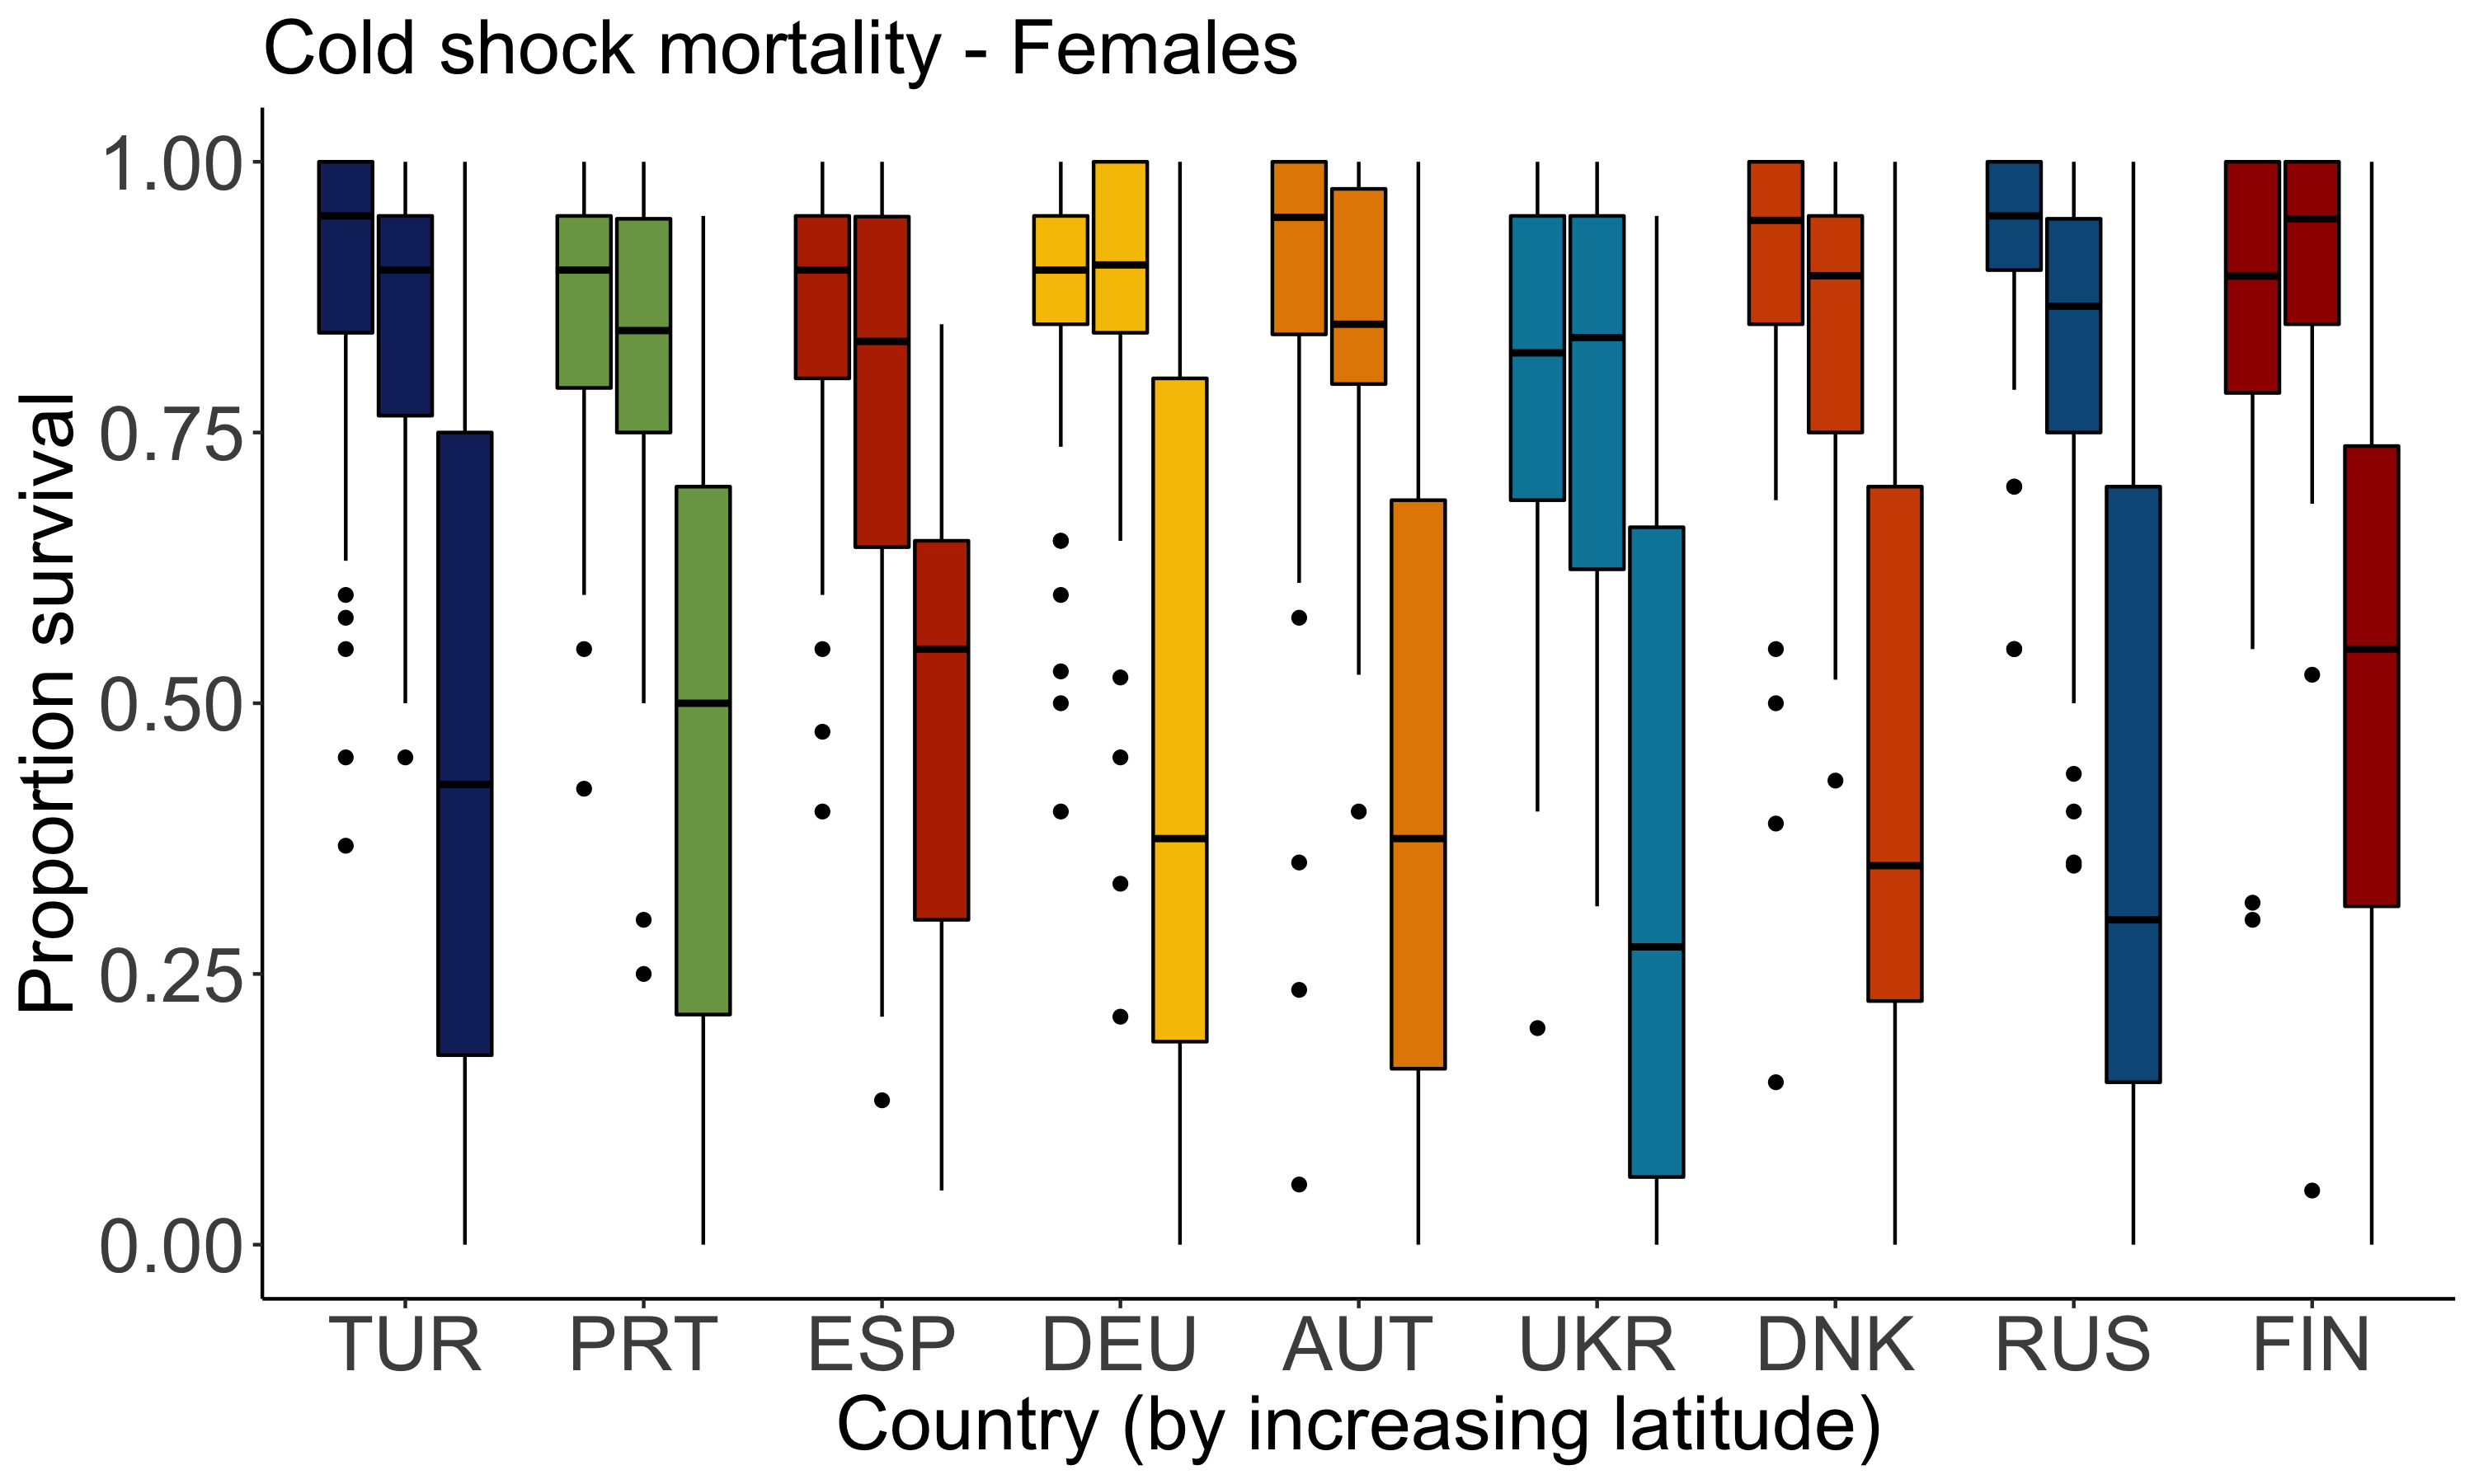 Cold shock mortality - Females
Proportion survival
1.00
0.75
0.50
0.25
0.00
TUR PRT ESP DEU AUT UKR DNK RUS FIN
Country (by increasing latitude)